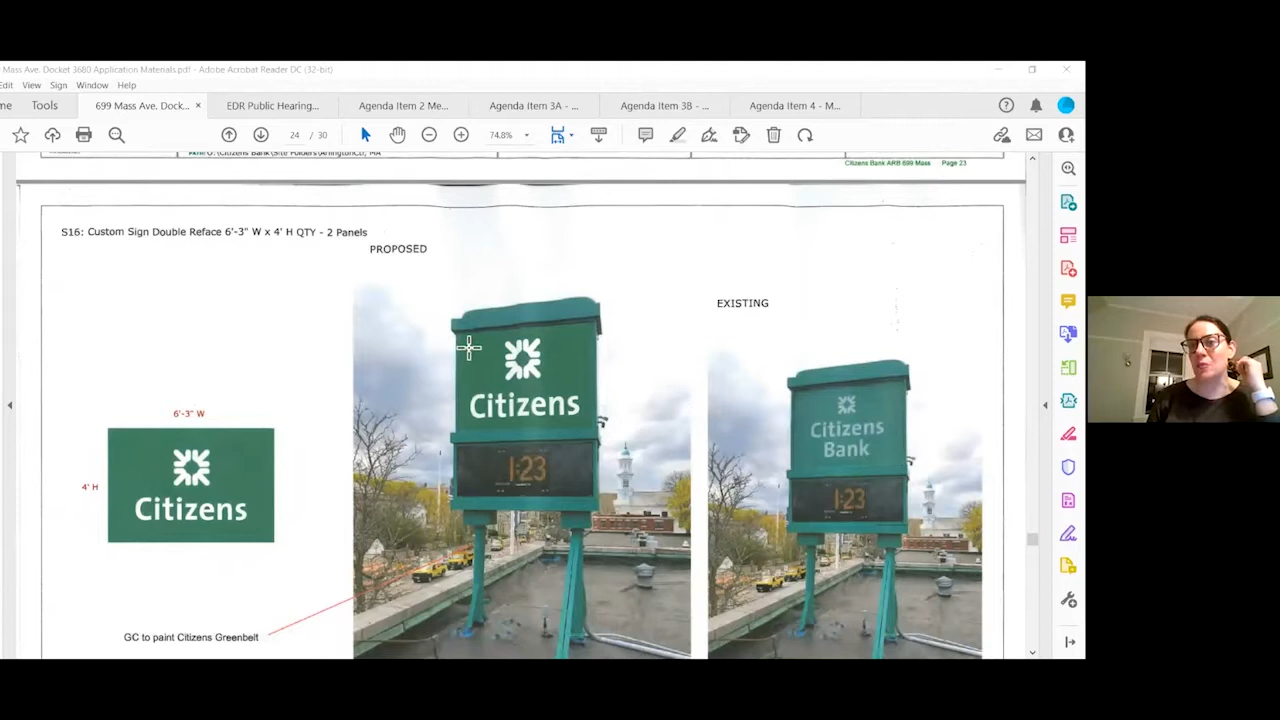 Mass Ave. Docket 3660 Application Materials.pdf - Adobe Acrobat Reader DC (32-bit)
Edit View Sign Window Help
me Tools 699 Mass Ave. Dock... × EDR Public Hearing... Agenda Item 2 Me... Agenda Item 3A - ... Agenda Item 3B - ... Agenda Item 4 - M...
24 / 30 74.8%
Citizens Bank ARB 699 Mass Page 23
S16: Custom Sign Double Reface 6'-3" W x 4' H QTY - 2 Panels
PROPOSED
EXISTING
Citizens
1:23
Citizens
Bank
1:23
6'-3" W
4' H
Citizens
GC to paint Citizens Greenbelt